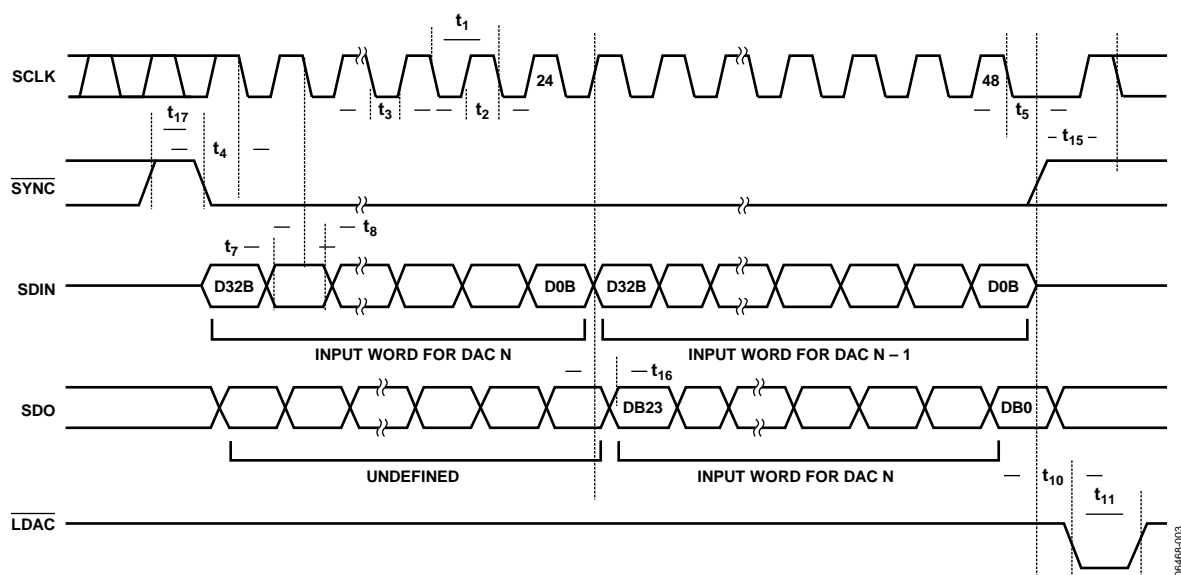 t1
SCLK
24
48
t3
t2
t5
t17
t4
t15
SYNC
t7
t8
SDIN
D32B
D0B
D32B
D0B
INPUT WORD FOR DAC N
INPUT WORD FOR DAC N – 1
t16
SDO
DB23
DB0
UNDEFINED
INPUT WORD FOR DAC N
t10
t11
LDAC
06468-003